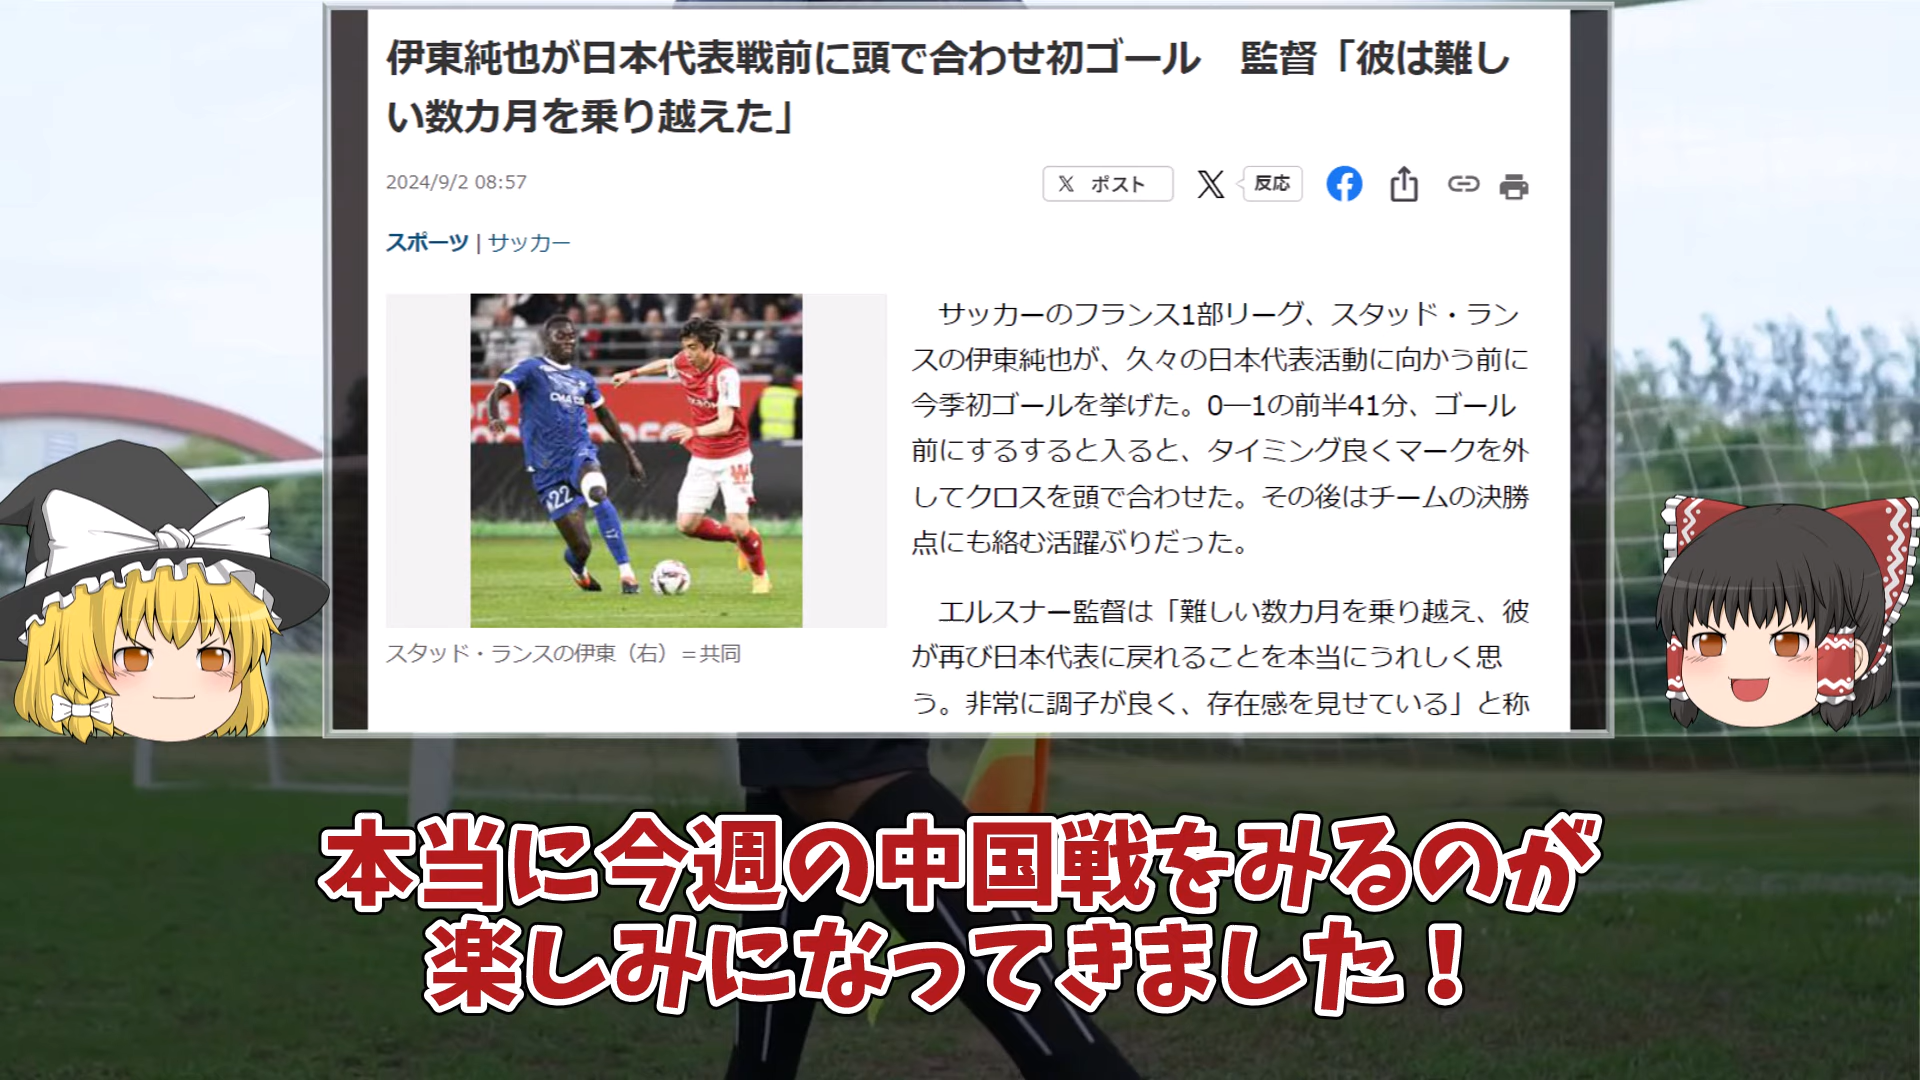 伊東純也が日本代表戦前に頭で合わせ初ゴール　監督「彼は難し
い数カ月を乗り越えた」
2024/9/2 08:57
ポスト
反応
スポーツ | サッカー
サッカーのフランス1部リーグ、スタッド・ラン
スの伊東純也が、久々の日本代表活動に向かう前に
今季初ゴールを挙げた。0―1の前半41分、ゴール
前にするすると入ると、タイミング良くマークを外
してクロスを頭で合わせた。その後はチームの決勝
点にも絡む活躍ぶりだった。
エルスナー監督は「難しい数カ月を乗り越え、彼
が再び日本代表に戻れることを本当にうれしく思
う。非常に調子が良く、存在感を見せている」と称
CMA CG
22
スタッド・ランスの伊東（右）＝共同
本当に今週の中国戦をみるのが
楽しみになってきました！